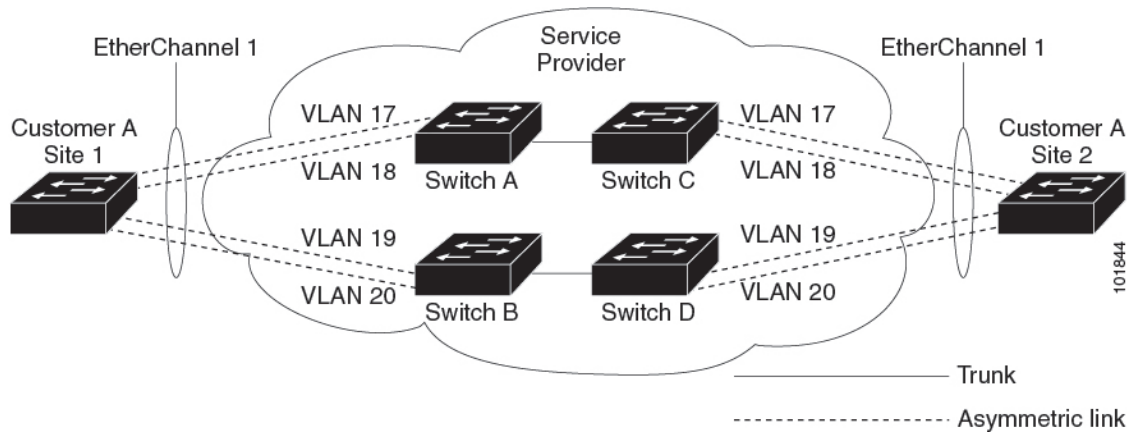 Service
Provider
EtherChannel 1
EtherChannel 1
VLAN 17
VLAN 17
Customer A
Site 1
Customer A
Site 2
VLAN 18
VLAN 18
Switch A
Switch C
VLAN 19
VLAN 19
VLAN 20
VLAN 20
Switch B
Switch D
101844
Trunk
Asymmetric link